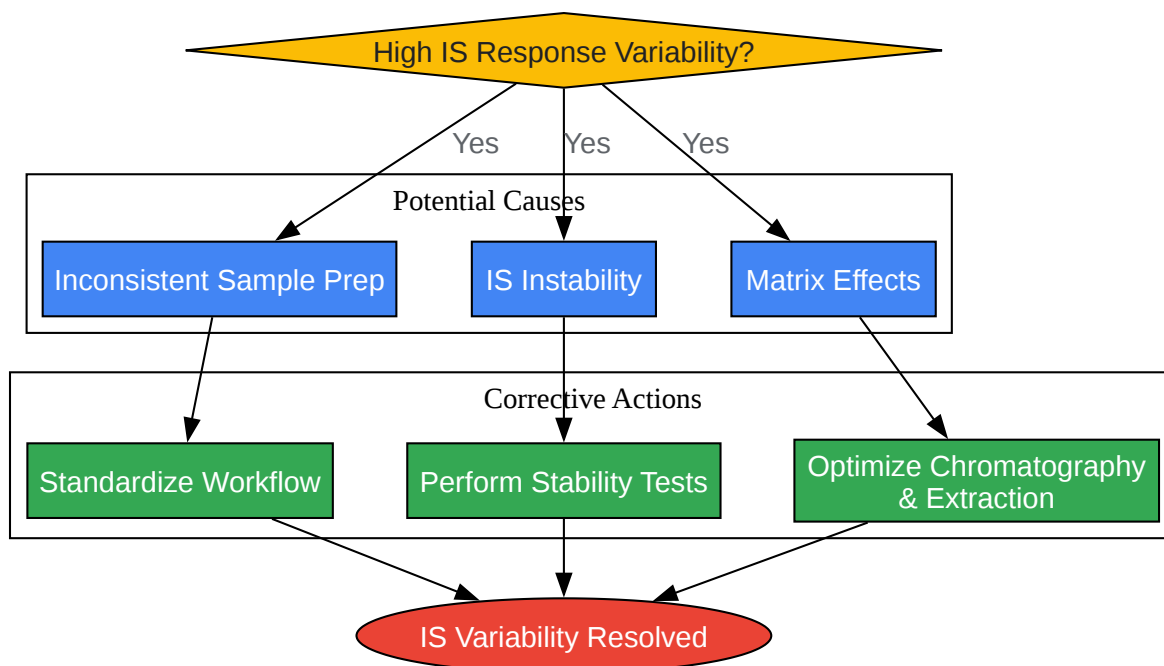 High IS Response Variability?
Yes
Yes
Yes
Potential Causes
Inconsistent Sample Prep
IS Instability
Matrix Effects
Corrective Actions
Standardize Workflow
Perform Stability Tests
Optimize Chromatography
& Extraction
IS Variability Resolved